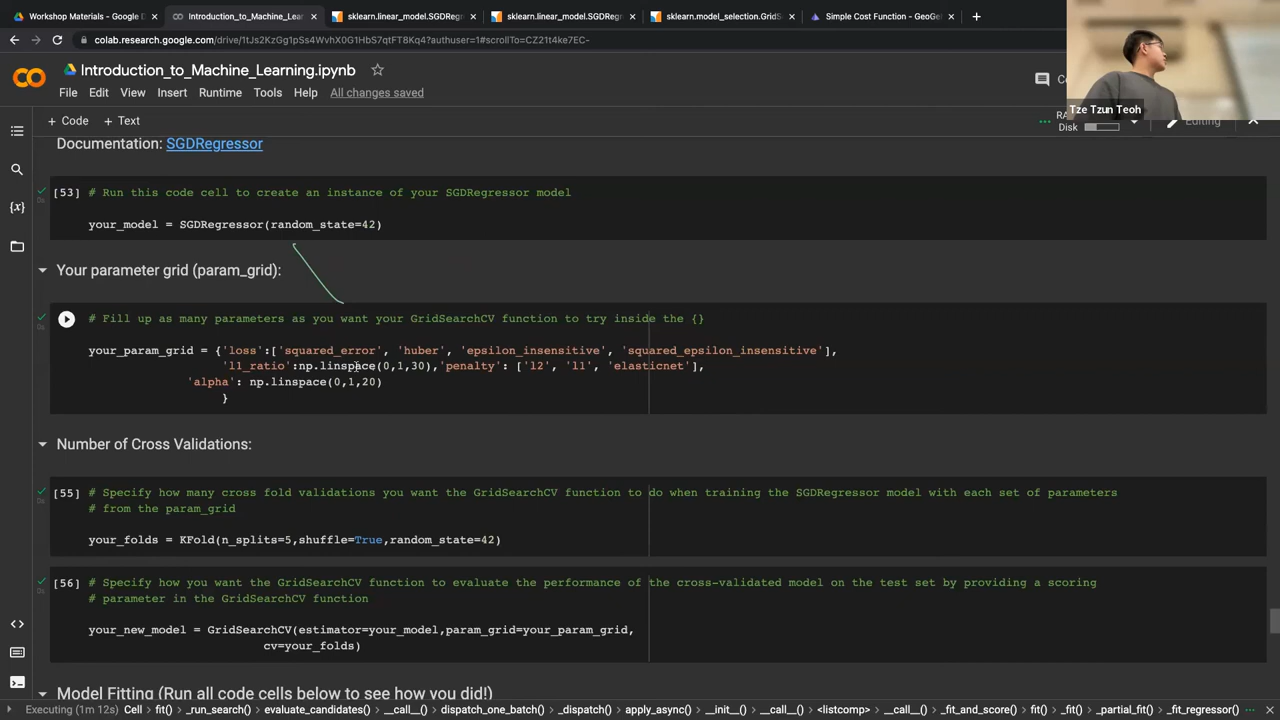 Workshop Materials - Google D
Introduction_to_Machine_Learn
sklearn.linear_model.SGDRegr
sklearn.linear_model.SGDRegr
sklearn.model_selection.GridS
Simple Cost Function - GeoGe
colab.research.google.com/drive/1tJs2KzGg1pSs4WvhX0G1HbS7qtFT8Kq4?authuser=1#scrollTo=CZ21t4ke7EC-
Introduction_to_Machine_Learning.ipynb
File Edit View Insert Runtime Tools Help All changes saved
Tze Tzun Teoh
+ Code + Text
RA
Disk
Editing
Documentation: SGDRegressor
[53] # Run this code cell to create an instance of your SGDRegressor model
your_model = SGDRegressor(random_state=42)
Your parameter grid (param_grid):
# Fill up as many parameters as you want your GridSearchCV function to try inside the {}
your_param_grid = {'loss':['squared_error', 'huber', 'epsilon_insensitive', 'squared_epsilon_insensitive'],
'l1_ratio':np.linspace(0,1,30),'penalty': ['l2', 'l1', 'elasticnet'],
'alpha': np.linspace(0,1,20)
}
Number of Cross Validations:
[55] # Specify how many cross fold validations you want the GridSearchCV function to do when training the SGDRegressor model with each set of parameters
# from the param_grid
your_folds = KFold(n_splits=5,shuffle=True,random_state=42)
[56] # Specify how you want the GridSearchCV function to evaluate the performance of the cross-validated model on the test set by providing a scoring
# parameter in the GridSearchCV function
your_new_model = GridSearchCV(estimator=your_model,param_grid=your_param_grid,
cv=your_folds)
Model Fitting (Run all code cells below to see how you did!)
Executing (1m 12s) Cell > fit() > _run_search() > evaluate_candidates() > __call__() > dispatch_one_batch() > _dispatch() > apply_async() > __init__() > __call__() > <listcomp> > __call__() > _fit_and_score() > fit() > _fit() > _partial_fit() > _fit_regressor()